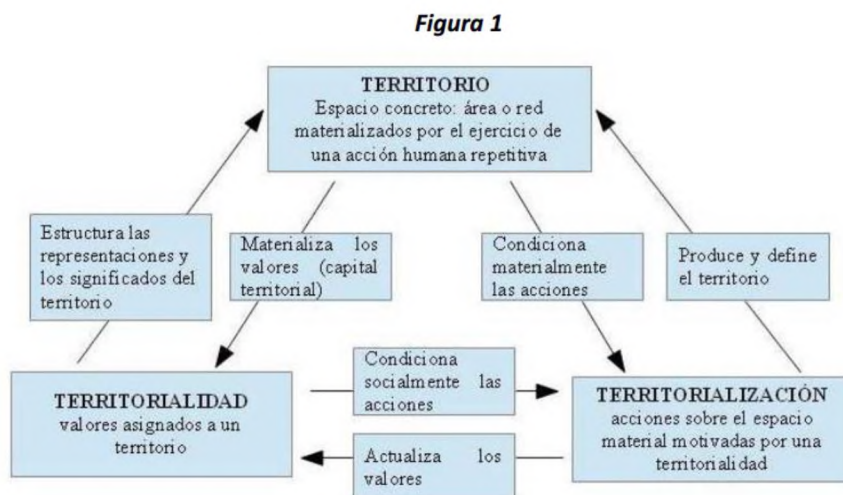 Figura 1
TERRITORIO
Espacio concreto: área o red
materializados por el ejercicio de
una acción humana repetitiva
Estructura las
representaciones y
los significados del
territorio
Materializa los
valores (capital
territorial)
Condiciona
materialmente
las acciones
Produce y define
el territorio
TERRITORIALIDAD
valores asignados a un
territorio
Condiciona
socialmente las
acciones
Actualiza los
valores
TERRITORIALIZACIÓN
acciones sobre el espacio
material motivadas por una
territorialidad